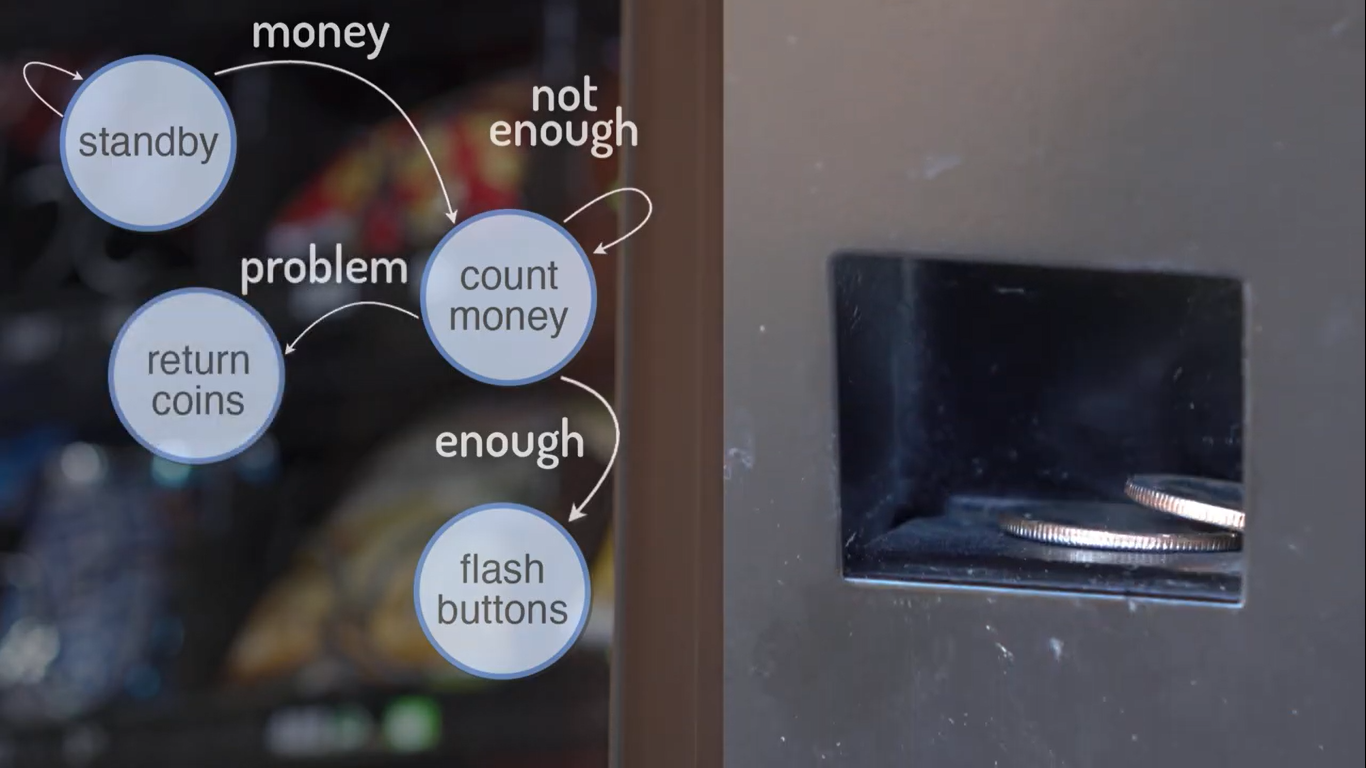 money
standby
not
enough
problem
count
money
return
coins
enough
flash
buttons